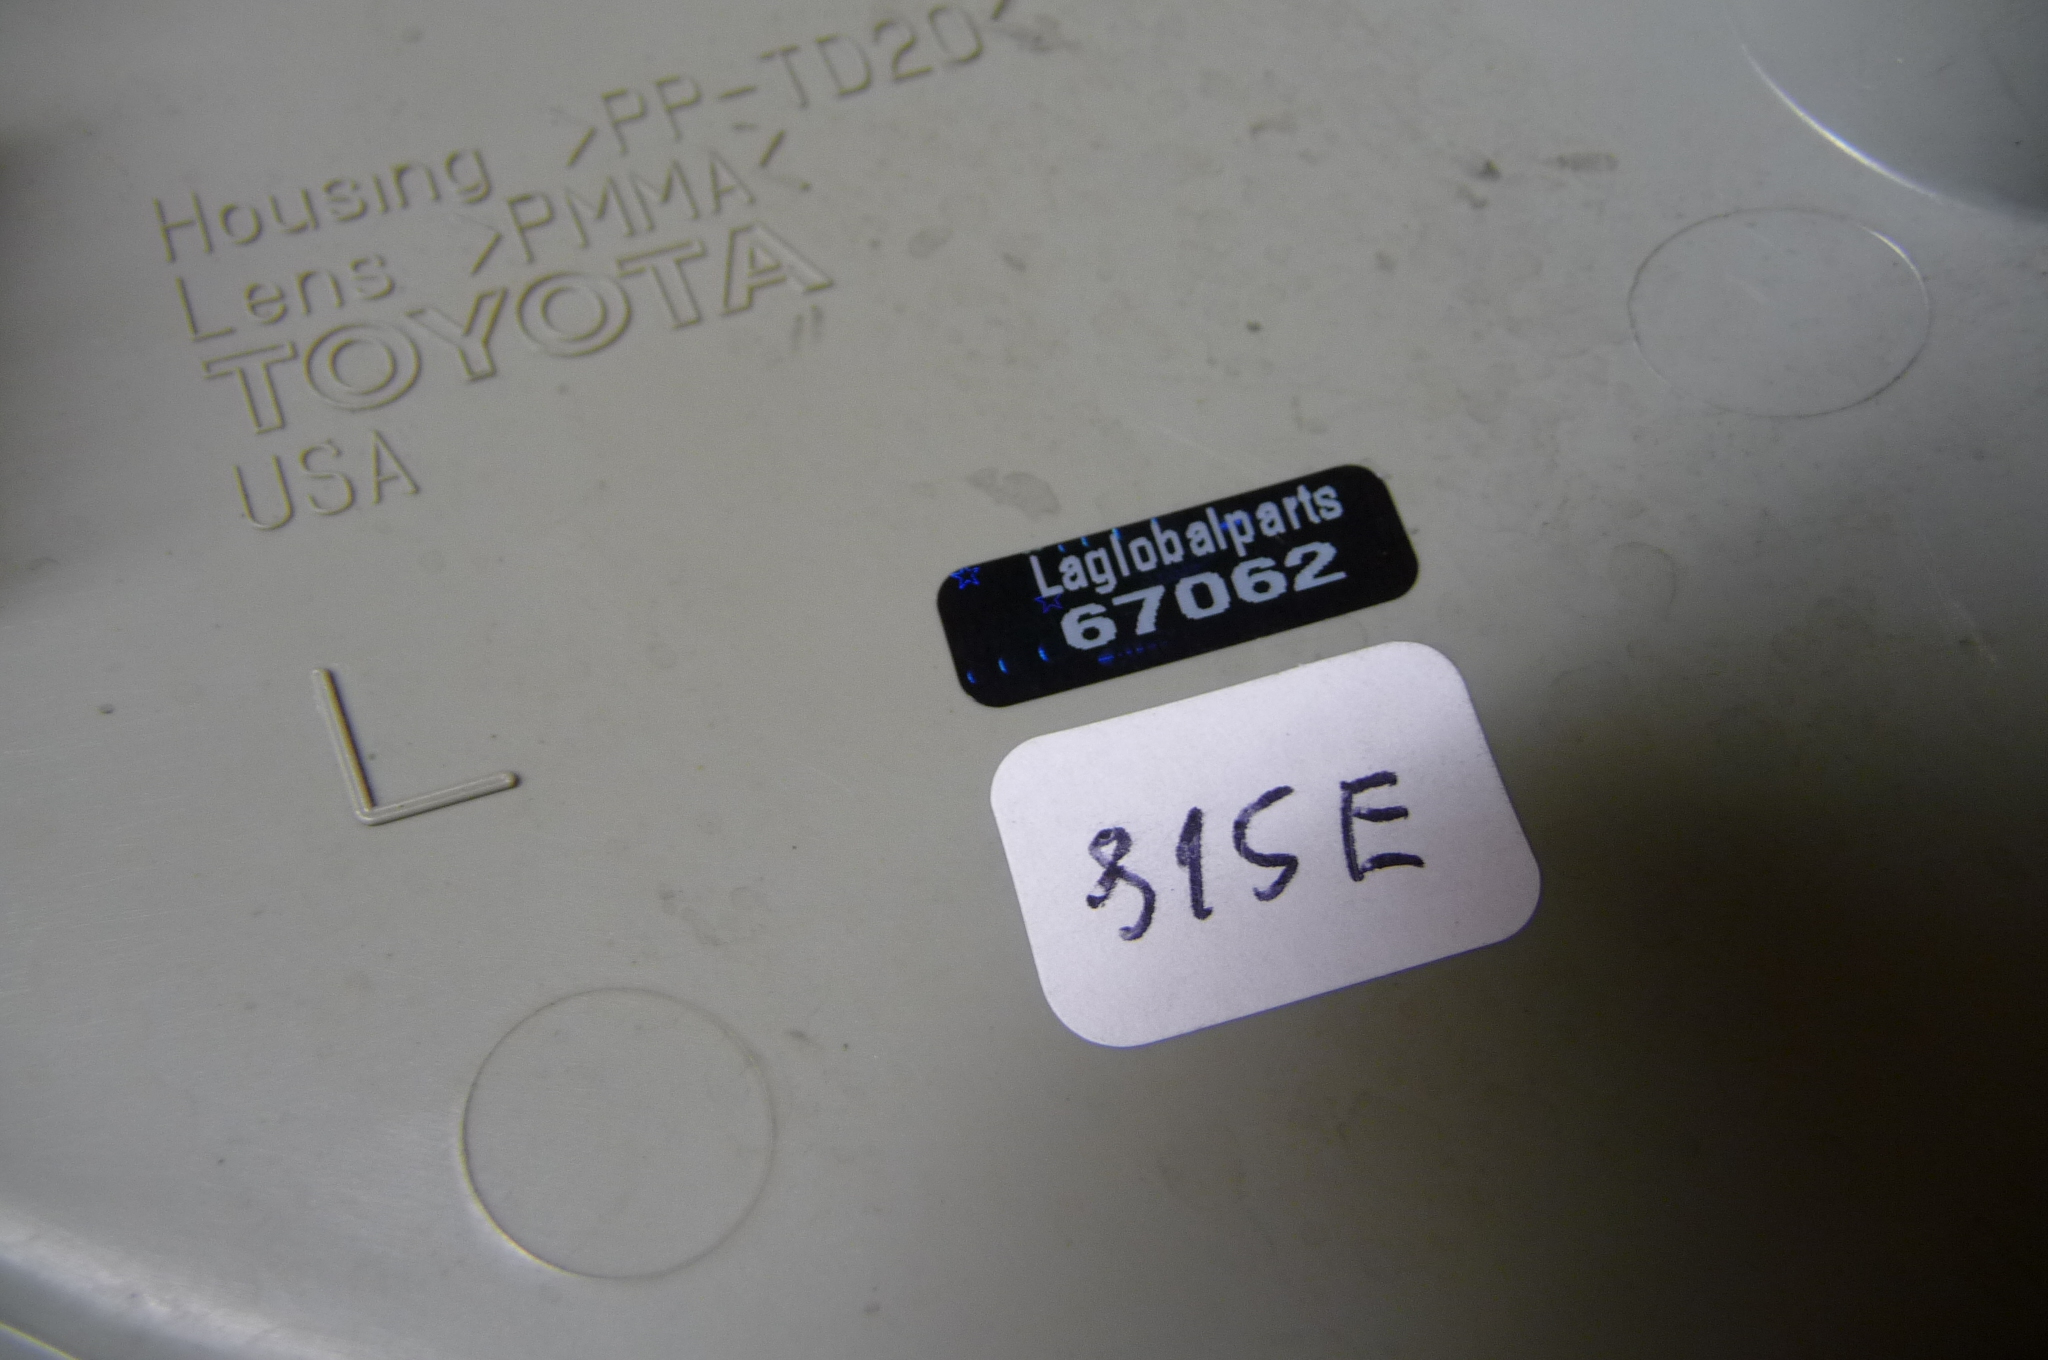 Housing >PP-TD20<
Lens >PMMA<
TOYOTA
USA
L
Laglobalparts
67062
315E